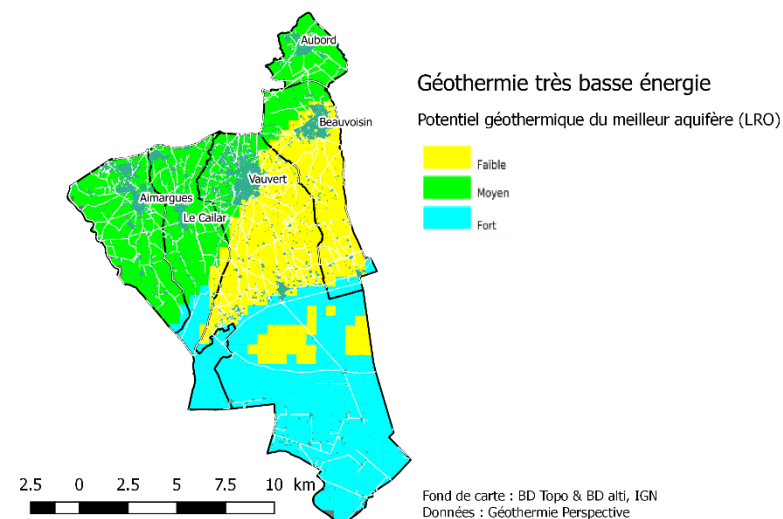 Aubord
Beauvoisin
Vauvert
Aimargues
Le Cailar
Géothermie très basse énergie
Potentiel géothermique du meilleur aquifère (LRO)
Faible
Moyen
Fort
2.5 0 2.5 5 7.5 10 km
Fond de carte : BD Topo & BD alti, IGN
Données : Géothermie Perspective